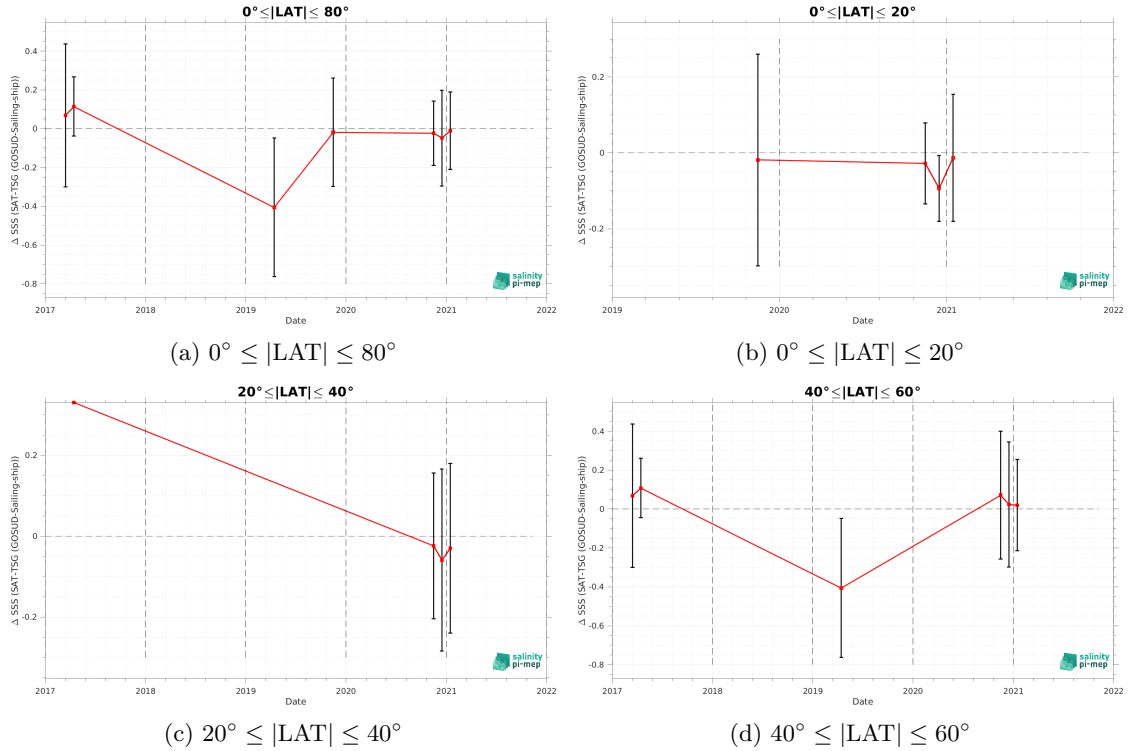 0°≤|LAT|≤ 80°
Δ SSS (SAT-TSG (GOSUD-Sailing-ship))
0.4
0.2
0
-0.2
-0.4
-0.6
-0.8
2017 2018 2019 2020 2021 2022
Date
salinity
pi-mep
(a) 0° ≤ |LAT| ≤ 80°
0°≤|LAT|≤ 20°
Δ SSS (SAT-TSG (GOSUD-Sailing-ship))
0.2
0
-0.2
2019 2020 2021 2022
Date
salinity
pi-mep
(b) 0° ≤ |LAT| ≤ 20°
20°≤|LAT|≤ 40°
Δ SSS (SAT-TSG (GOSUD-Sailing-ship))
0.2
0
-0.2
2017 2018 2019 2020 2021 2022
Date
salinity
pi-mep
(c) 20° ≤ |LAT| ≤ 40°
40°≤|LAT|≤ 60°
Δ SSS (SAT-TSG (GOSUD-Sailing-ship))
0.4
0.2
0
-0.2
-0.4
-0.6
-0.8
2017 2018 2019 2020 2021 2022
Date
salinity
pi-mep
(d) 40° ≤ |LAT| ≤ 60°